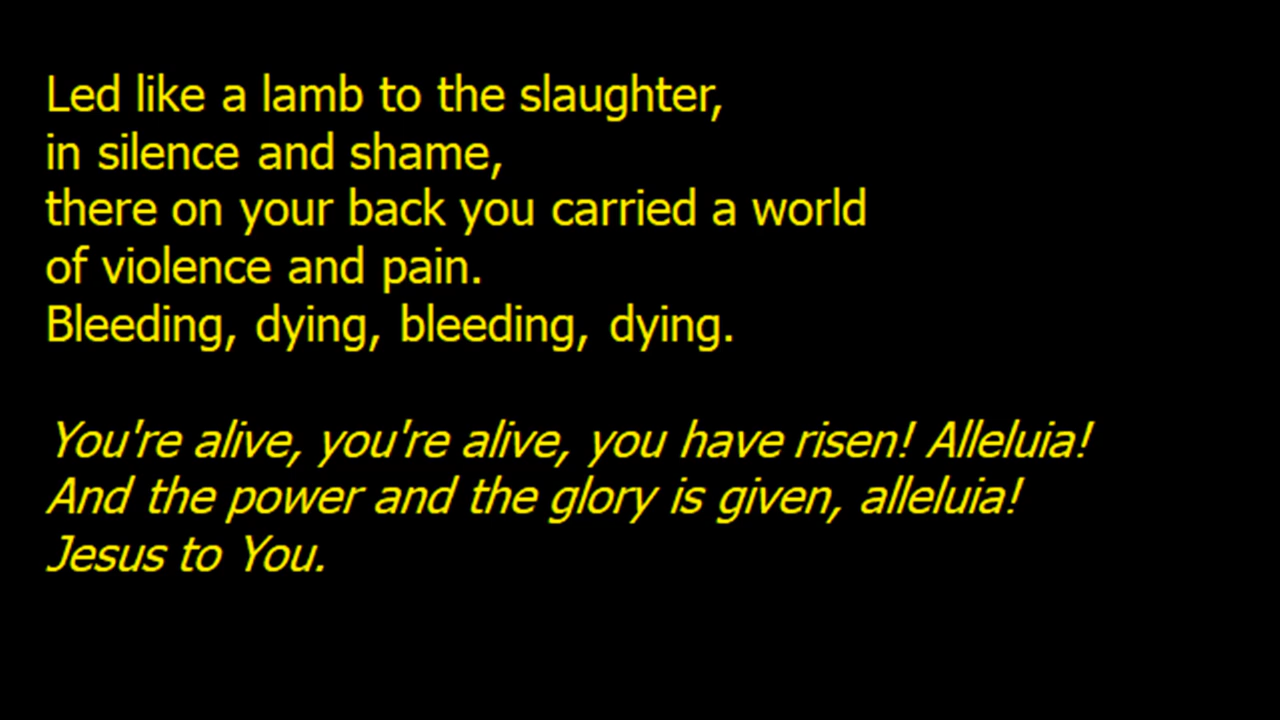 Led like a lamb to the slaughter,
in silence and shame,
there on your back you carried a world
of violence and pain.
Bleeding, dying, bleeding, dying.
You're alive, you're alive, you have risen! Alleluia!
And the power and the glory is given, alleluia!
Jesus to You.